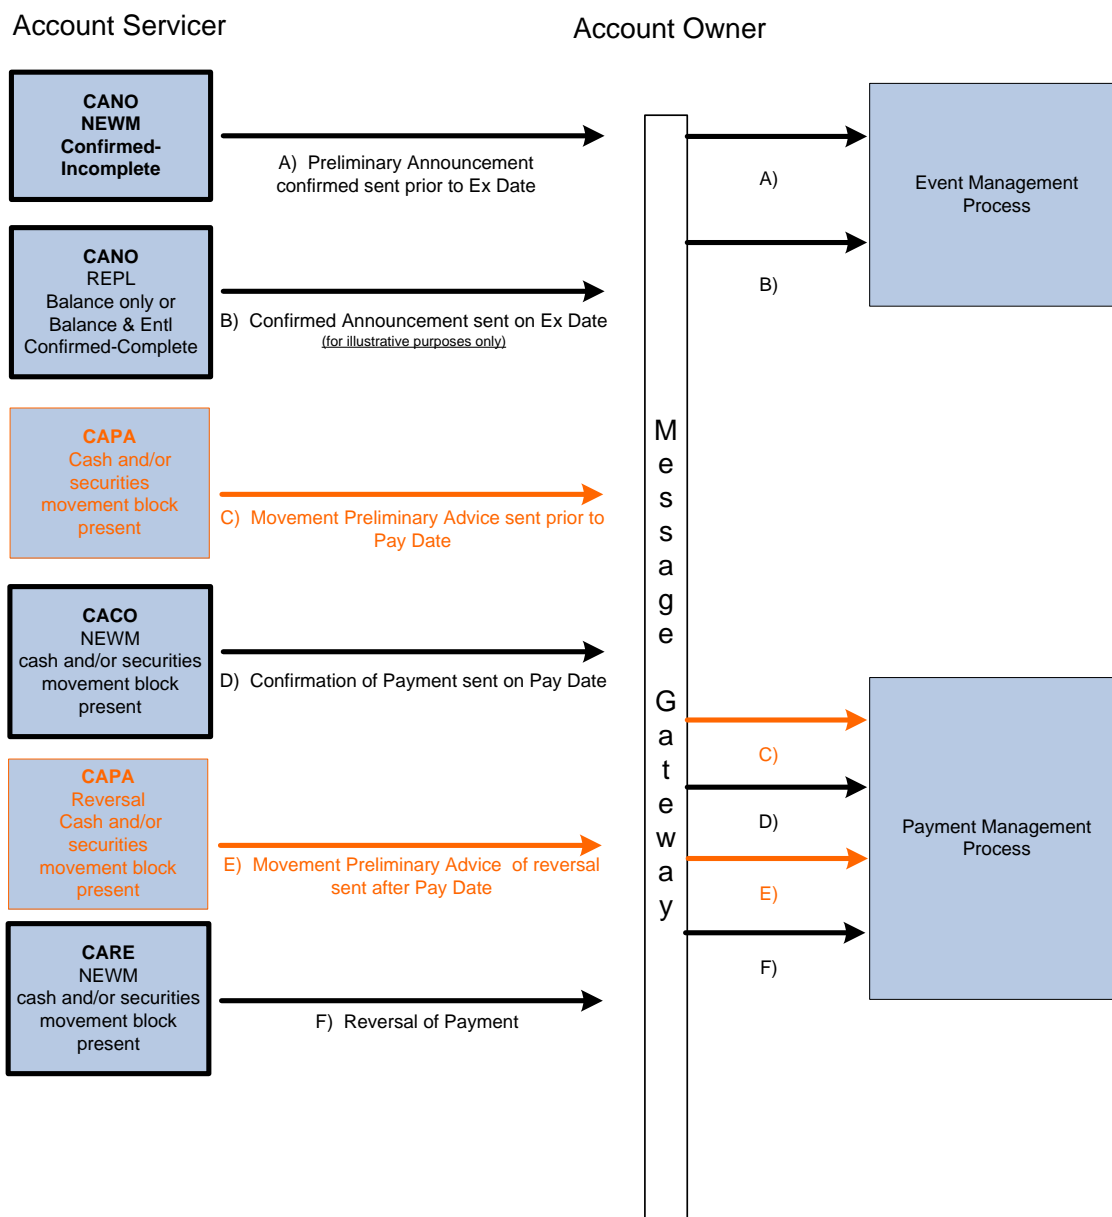 Account Servicer
Account Owner
CANO
NEWM
Confirmed-
Incomplete
A) Preliminary Announcement
confirmed sent prior to Ex Date
A)
Event Management
Process
CANO
REPL
Balance only or
Balance & Entl
Confirmed-Complete
B) Confirmed Announcement sent on Ex Date
(for illustrative purposes only)
B)
CAPA
Cash and/or
securities
movement block
present
C) Movement Preliminary Advice sent prior to
Pay Date
Message Gateway
CACO
NEWM
cash and/or securities
movement block
present
D) Confirmation of Payment sent on Pay Date
C)
D)
E)
F)
Payment Management
Process
CAPA
Reversal
Cash and/or
securities
movement block
present
E) Movement Preliminary Advice of reversal
sent after Pay Date
CARE
NEWM
cash and/or securities
movement block
present
F) Reversal of Payment